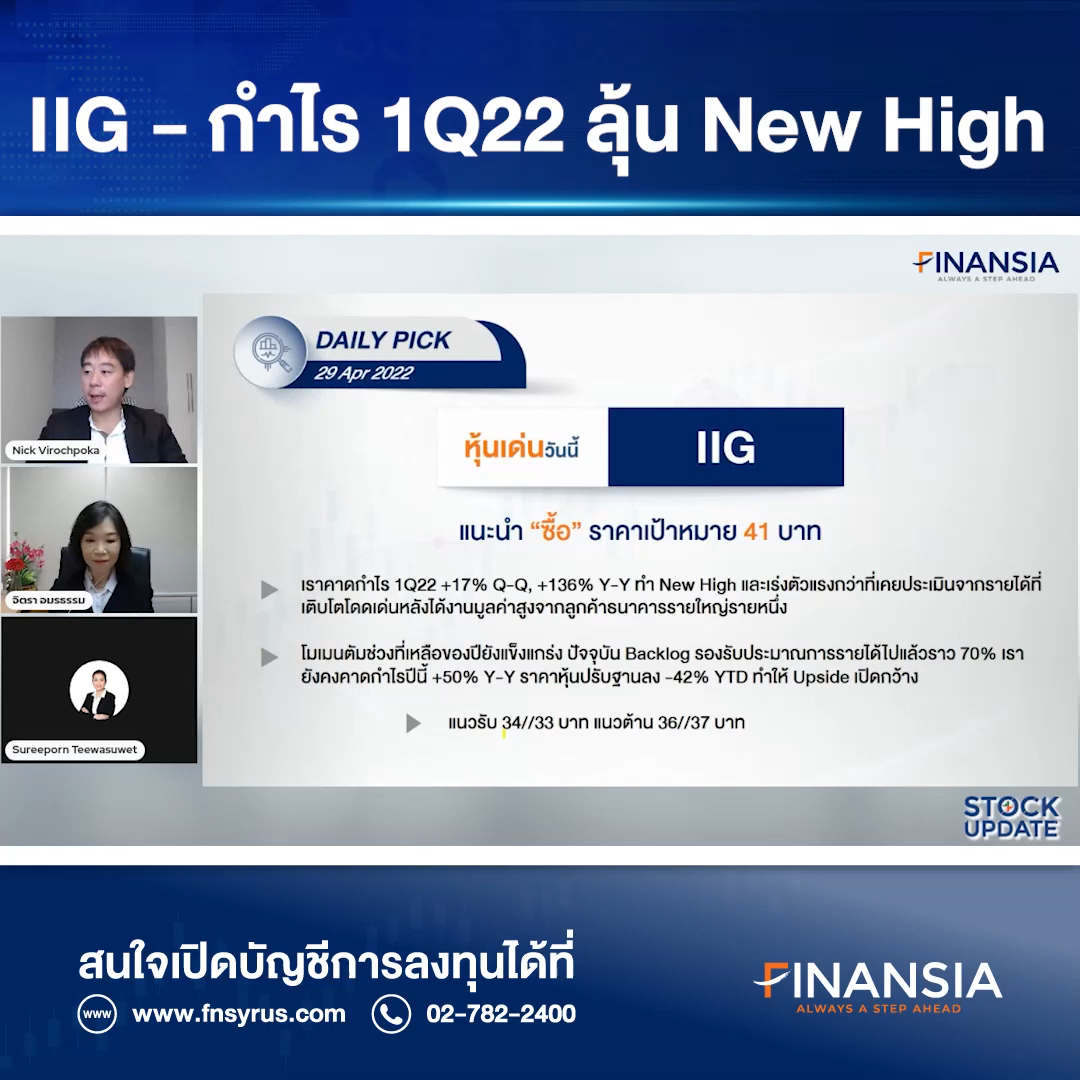 IIG – กำไร 1Q22 ลุ้น New High
FINANSIA
ALWAYS A STEP AHEAD
DAILY PICK
29 Apr 2022
หุ้นเด่นวันนี้
IIG
แนะนำ “ซื้อ” ราคาเป้าหมาย 41 บาท
เราคาดกำไร 1Q22 +17% Q-Q, +136% Y-Y ทำ New High และเร่งตัวแรงกว่าที่เคยประเมินจากรายได้ที่
เติบโตโดดเด่นหลังได้งานมูลค่าสูงจากลูกค้าธนาคารรายใหญ่รายหนึ่ง
โมเมนตัมช่วงที่เหลือของปียังแข็งแกร่ง ปัจจุบัน Backlog รองรับประมาณการรายได้ไปแล้วราว 70% เรา
ยังคงคาดกำไรปีนี้ +50% Y-Y ราคาหุ้นปรับฐานลง -42% YTD ทำให้ Upside เปิดกว้าง
แนวรับ 34//33 บาท แนวต้าน 36//37 บาท
Nick Virochpoka
จิตรา อมรธรรม
Sureeporn Teewasuwet
STOCK
UPDATE
สนใจเปิดบัญชีการลงทุนได้ที่
www www.fnsyrus.com 02-782-2400
FINANSIA
ALWAYS A STEP AHEAD